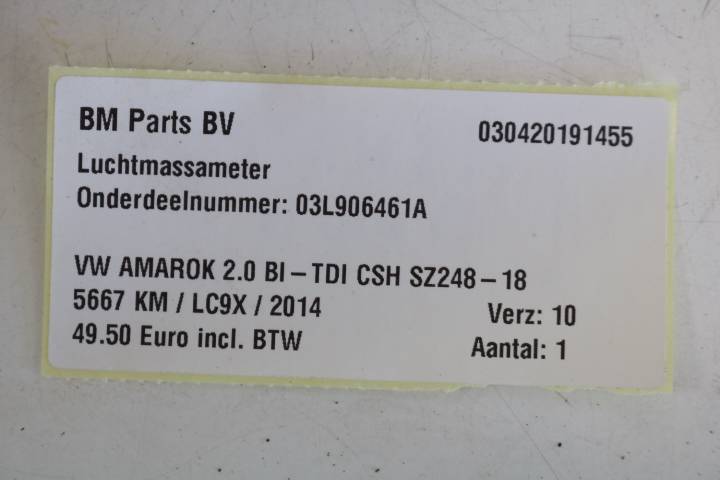 BM Parts BV 030420191455
Luchtmassameter
Onderdeelnummer: 03L906461A
VW AMAROK 2.0 BI-TDI CSH SZ248-18
5667 KM / LC9X / 2014 Verz: 10
49.50 Euro incl. BTW Aantal: 1